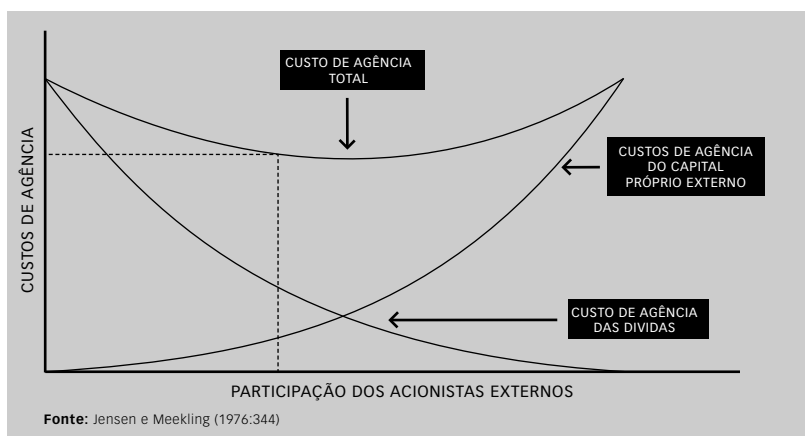 CUSTO DE AGÊNCIA
TOTAL
CUSTOS DE AGÊNCIA
DO CAPITAL
PRÓPRIO EXTERNO
CUSTO DE AGÊNCIA
DAS DIVIDAS
CUSTOS DE AGÊNCIA
PARTICIPAÇÃO DOS ACIONISTAS EXTERNOS
Fonte: Jensen e Meekling (1976:344)